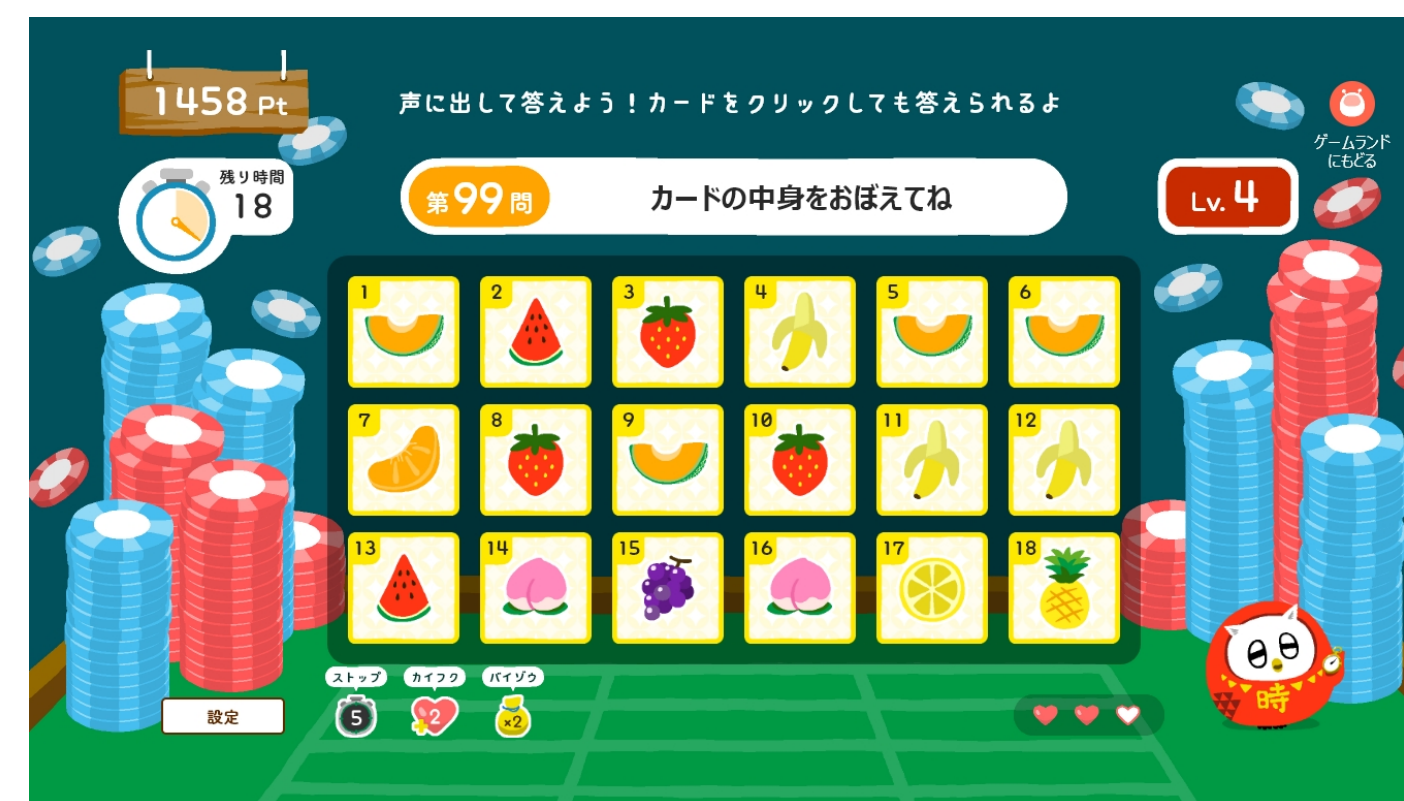 1458 Pt
声に出して答えよう！カードをクリックしても答えられるよ
ゲームランド
にもどる
残り時間
18
第99問
カードの中身をおぼえてね
Lv. 4
1
2
3
4
5
6
7
8
9
10
11
12
13
14
15
16
17
18
ストップ
カイフク
バイゾウ
5
2
×2
設定
時